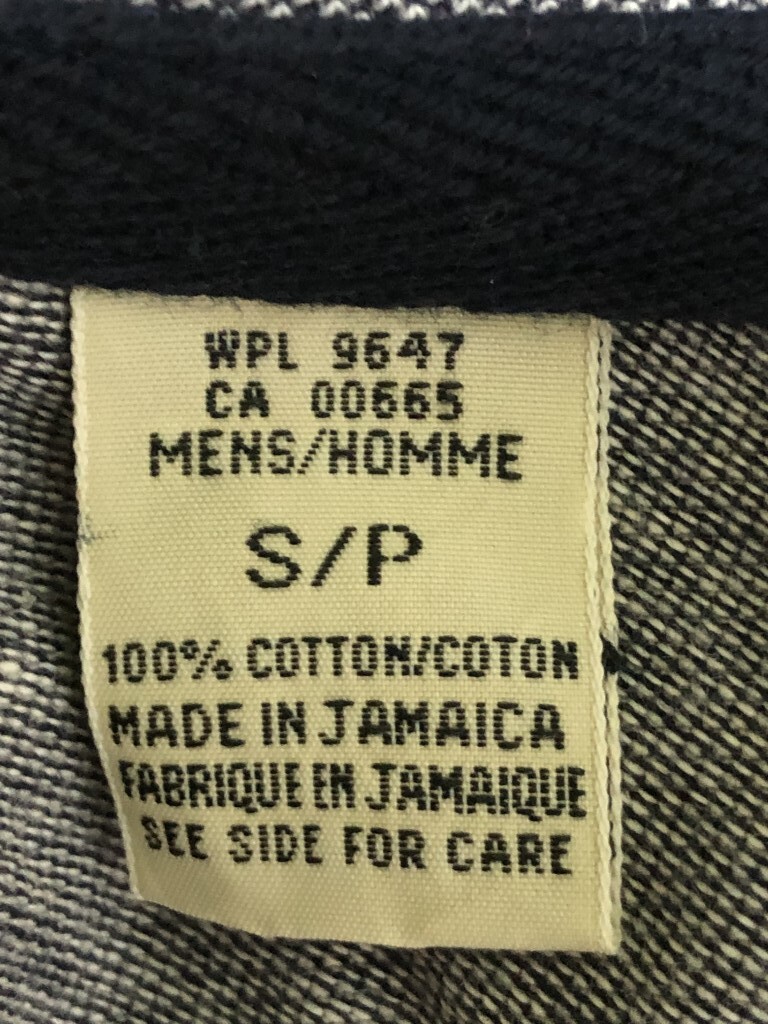 WPL 9647
CA 00665
MENS/HOMME
S/P
100% COTTON/COTON
MADE IN JAMAICA
FABRIQUE EN JAMAIQUE
SEE SIDE FOR CARE